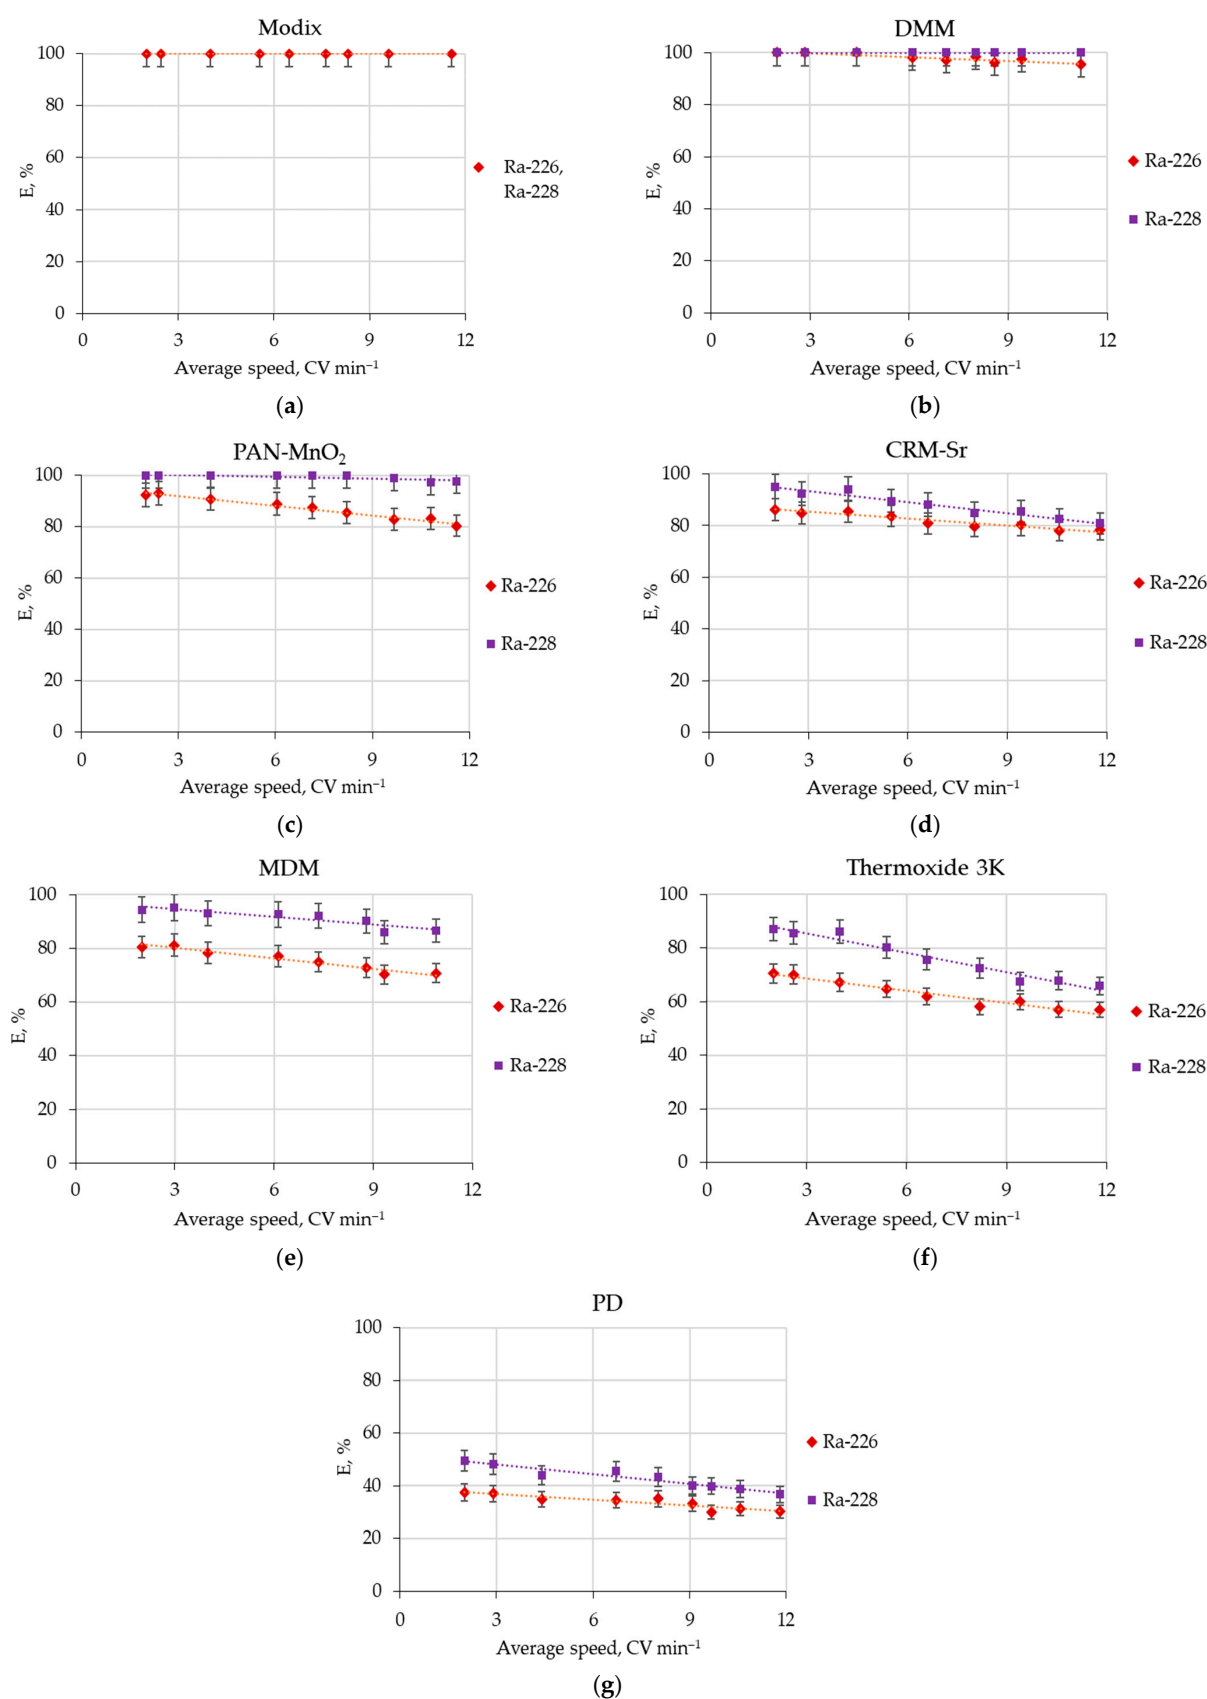 Modix
100
80
60
40
20
0
E, %
0 3 6 9 12
Average speed, CV min⁻¹
Ra-226,
Ra-228
(a)
DMM
100
80
60
40
20
0
E, %
0 3 6 9 12
Average speed, CV min⁻¹
Ra-226
Ra-228
(b)
PAN-MnO₂
100
80
60
40
20
0
E, %
0 3 6 9 12
Average speed, CV min⁻¹
Ra-226
Ra-228
(c)
CRM-Sr
100
80
60
40
20
0
E, %
0 3 6 9 12
Average speed, CV min⁻¹
Ra-226
Ra-228
(d)
MDM
100
80
60
40
20
0
E, %
0 3 6 9 12
Average speed, CV min⁻¹
Ra-226
Ra-228
(e)
Thermoxide 3K
100
80
60
40
20
0
E, %
0 3 6 9 12
Average speed, CV min⁻¹
Ra-226
Ra-228
(f)
PD
100
80
60
40
20
0
E, %
0 3 6 9 12
Average speed, CV min⁻¹
Ra-226
Ra-228
(g)